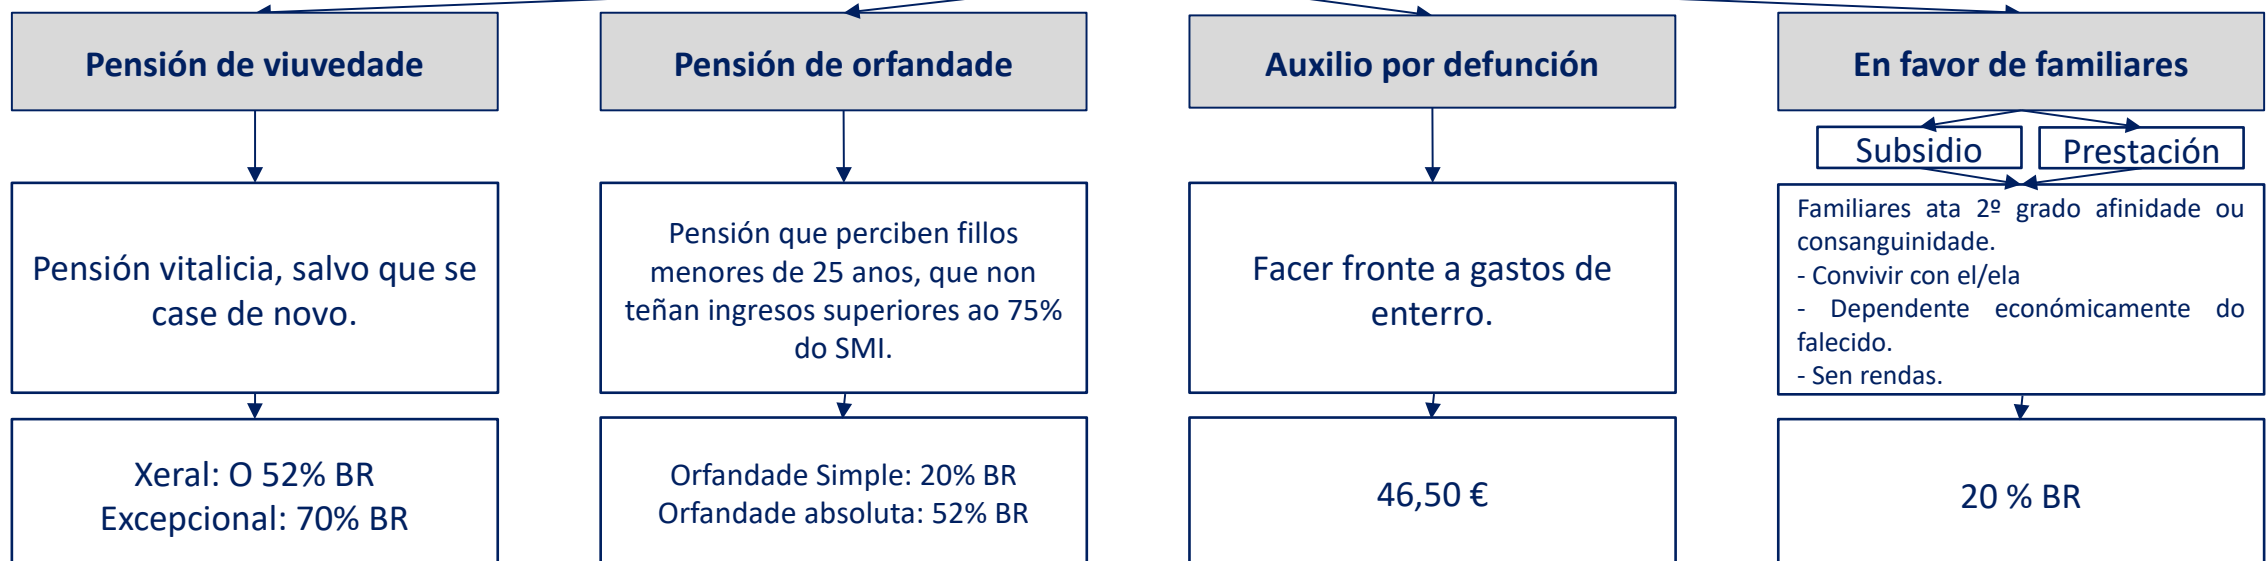 Pensión de viuvedade
Pensión de orfandade
Auxilio por defunción
En favor de familiares
Subsidio
Prestación
Pensión vitalicia, salvo que se
case de novo.
Pensión que perciben fillos
menores de 25 anos, que non
teñan ingresos superiores ao 75%
do SMI.
Facer fronte a gastos de
enterro.
Familiares ata 2º grado afinidade ou
consanguinidade.
- Convivir con el/ela
- Dependente económicamente do
falecido.
- Sen rendas.
Xeral: O 52% BR
Excepcional: 70% BR
Orfandade Simple: 20% BR
Orfandade absoluta: 52% BR
46,50 €
20 % BR